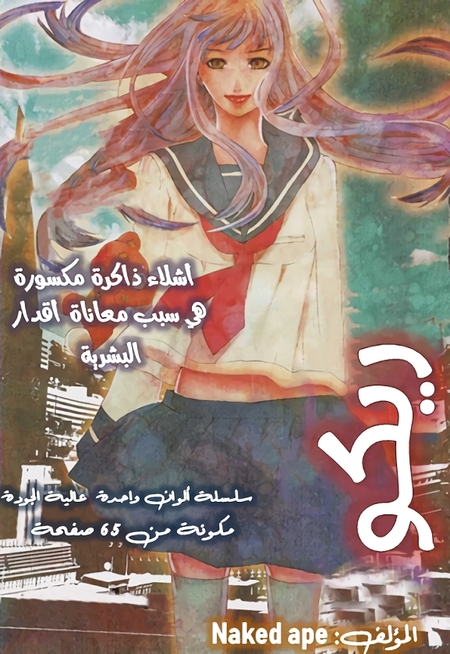 اشلاء ذاكرة مكسورة
هي سبب معاناة اقدار
البشرية
ريكو
سلسلة ألوان واحدة عالية الجودة
مكونة من 65 صفحة
المؤلف: Naked ape